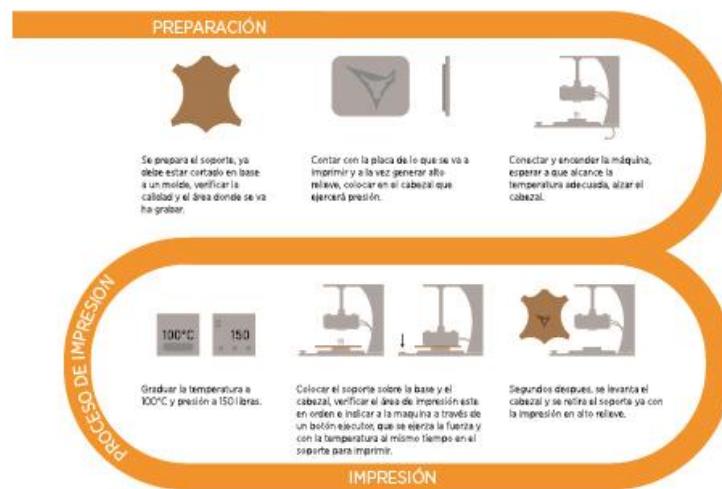 PREPARACIÓN
Se prepara el soporte, ya
debe estar cortado en base
a un molde, verificar la
calidad y el área donde se va
ha grabar.
Contar con la placa de lo que se va a
imprimir y a la vez generar alto
relieve, colocar en el cabezal que
ejercerá presión.
Conectar y encender la máquina,
esperar a que alcance la
temperatura adecuada, alzar el
cabezal.
PROCESO DE IMPRESIÓN
100°C
150
Graduar la temperatura a
100°C y presión a 150 libras.
Colocar el soporte sobre la base y el
cabezal, verificar el área de impresión este
en orden e indicar a la maquina a través de
un botón ejecutor, que se ejerza la fuerza y
con la temperatura al mismo tiempo en el
soporte para imprimir.
Segundos despues, se levanta el
cabezal y se retira el soporte ya con
la impresión en alto relieve.
IMPRESIÓN